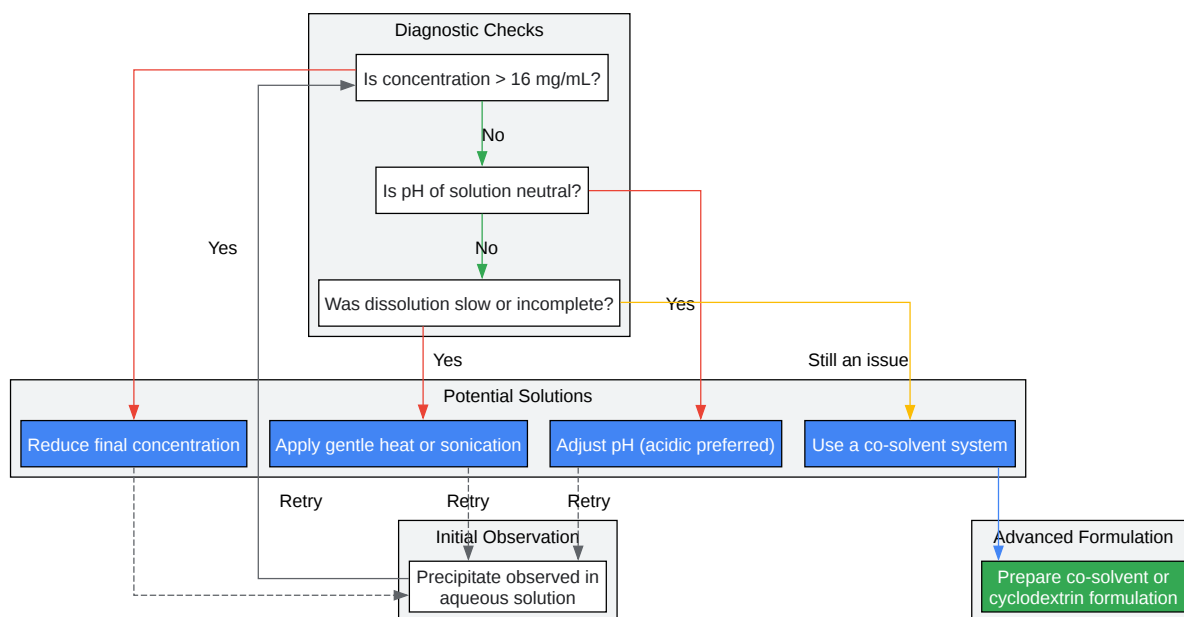 Diagnostic Checks
Is concentration > 16 mg/mL?
No
Is pH of solution neutral?
Yes
No
Was dissolution slow or incomplete?
Yes
Yes
Still an issue
Potential Solutions
Reduce final concentration
Apply gentle heat or sonication
Adjust pH (acidic preferred)
Use a co-solvent system
Retry
Retry
Retry
Initial Observation
Advanced Formulation
Precipitate observed in
aqueous solution
Prepare co-solvent or
cyclodextrin formulation